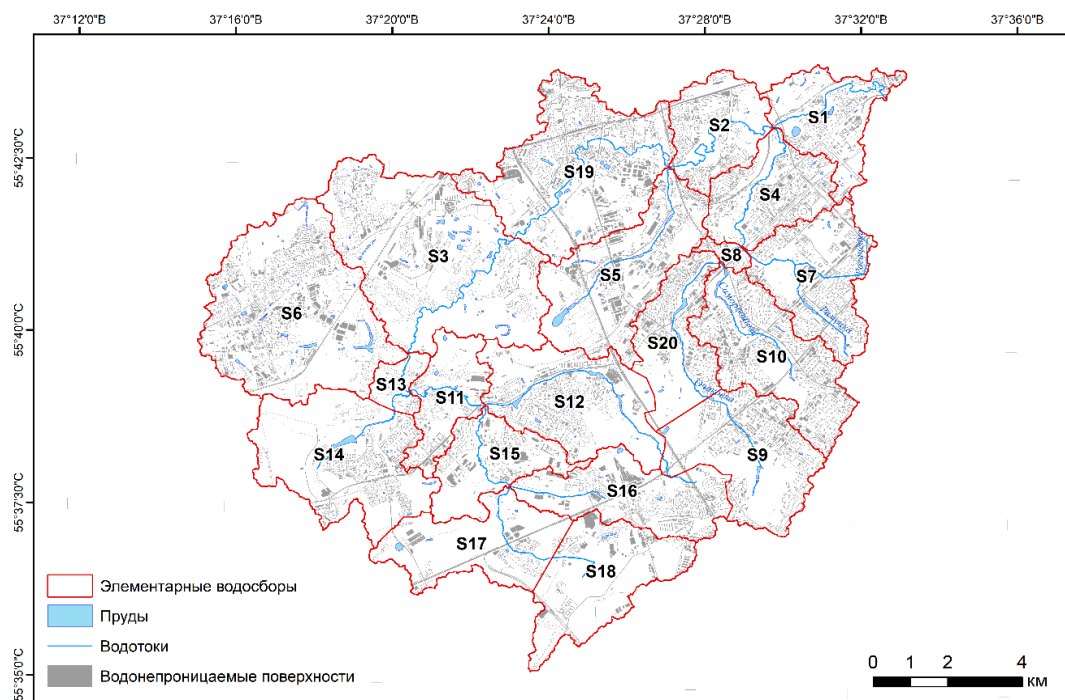 37°12'0"В 37°16'0"В 37°20'0"В 37°24'0"В 37°28'0"В 37°32'0"В 37°36'0"В
55°42'30"С
55°40'0"С
55°37'30"С
55°35'0"С
S1
S2
S19
S4
S3
S8
S5
S7
S6
S20
S10
S13
S11
S12
S14
S15
S9
S16
S17
S18
Элементарные водосборы
Пруды
Водотоки
Водонепроницаемые поверхности
0 1 2 4
км